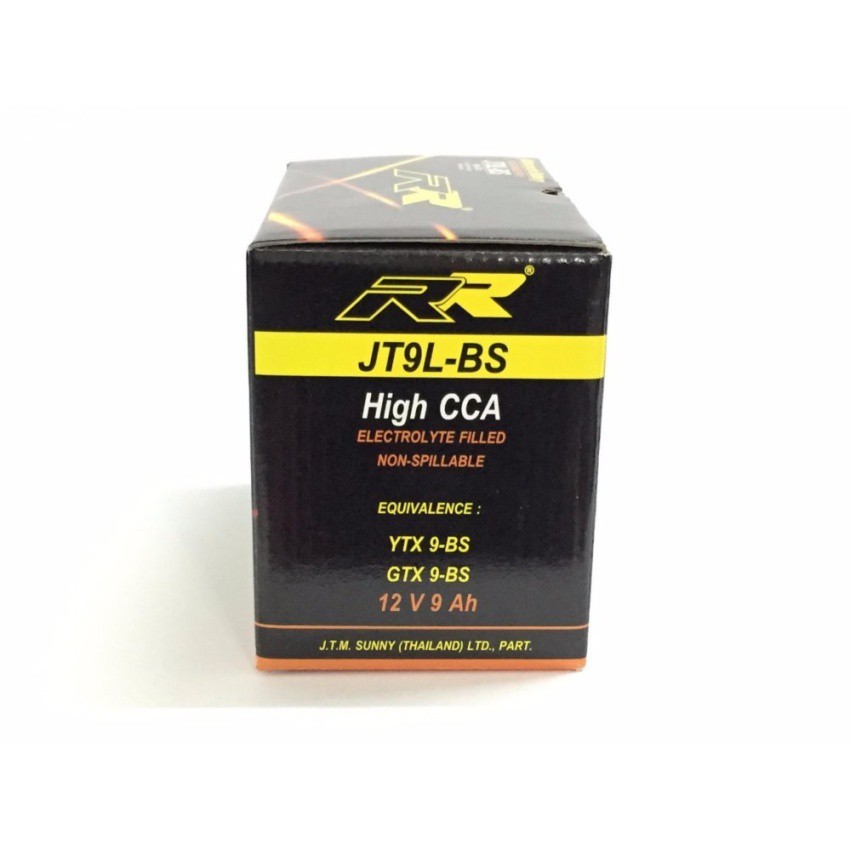 RR®
RR®
JT9L-BS
High CCA
ELECTROLYTE FILLED
NON-SPILLABLE
EQUIVALENCE :
YTX 9-BS
GTX 9-BS
12 V 9 Ah
J.T.M. SUNNY (THAILAND) LTD., PART.